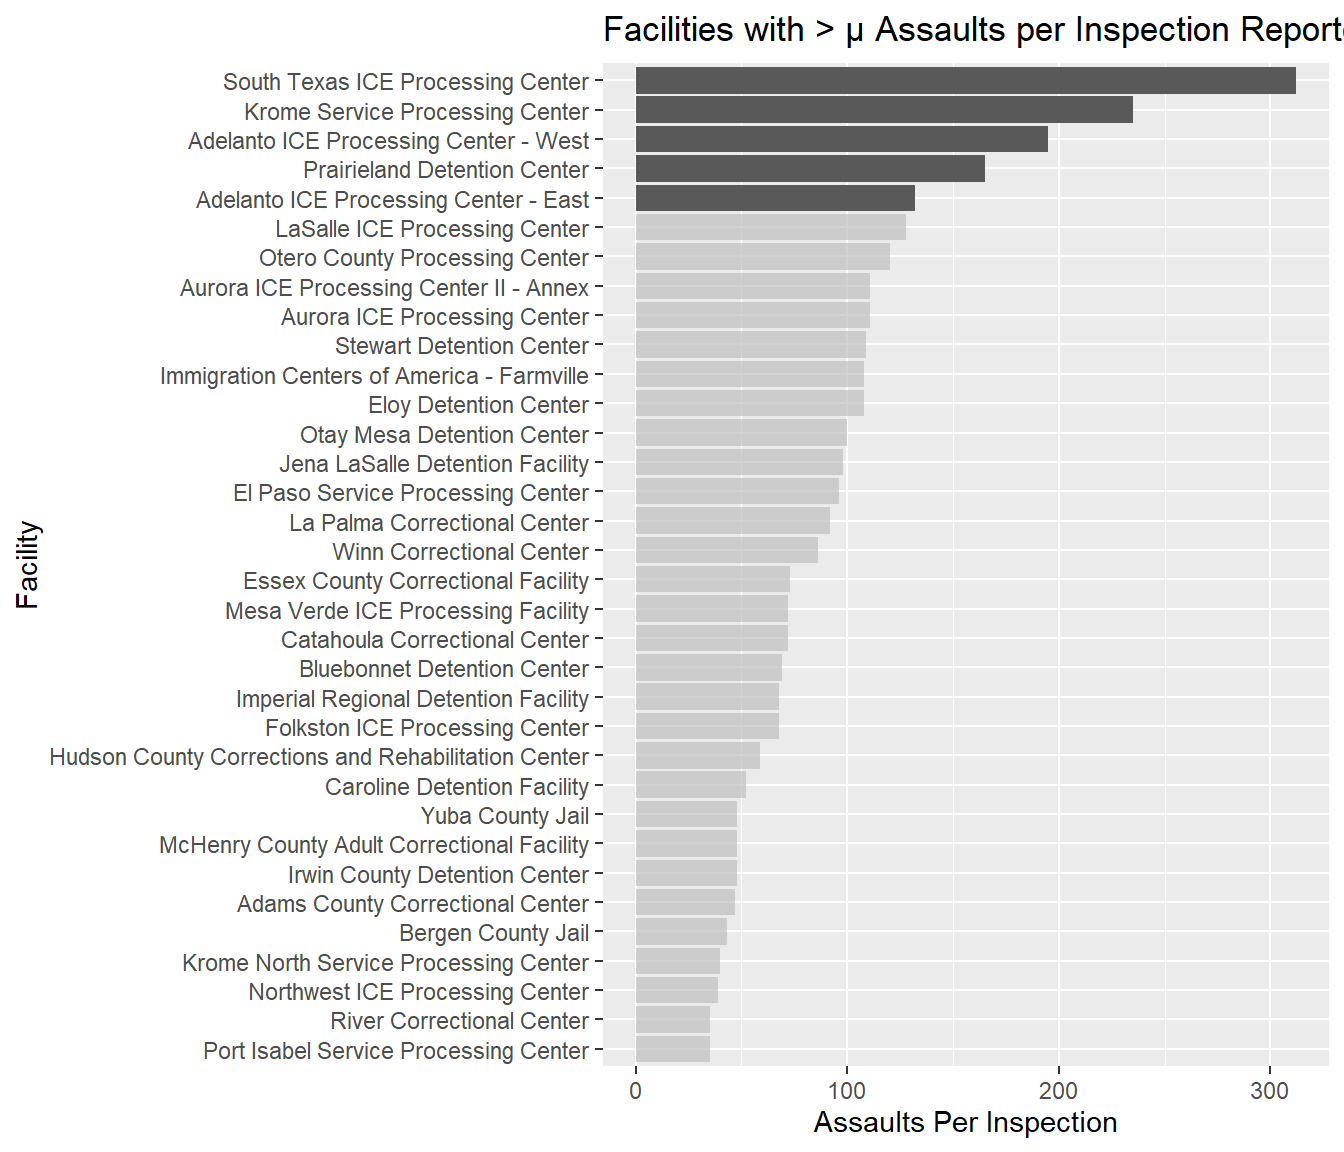 Facilities with > μ Assaults per Inspection Report
South Texas ICE Processing Center
Krome Service Processing Center
Adelanto ICE Processing Center - West
Prairieland Detention Center
Adelanto ICE Processing Center - East
LaSalle ICE Processing Center
Otero County Processing Center
Aurora ICE Processing Center II - Annex
Aurora ICE Processing Center
Stewart Detention Center
Immigration Centers of America - Farmville
Eloy Detention Center
Otay Mesa Detention Center
Jena LaSalle Detention Facility
El Paso Service Processing Center
La Palma Correctional Center
Winn Correctional Center
Essex County Correctional Facility
Mesa Verde ICE Processing Facility
Catahoula Correctional Center
Bluebonnet Detention Center
Imperial Regional Detention Facility
Folkston ICE Processing Center
Hudson County Corrections and Rehabilitation Center
Caroline Detention Facility
Yuba County Jail
McHenry County Adult Correctional Facility
Irwin County Detention Center
Adams County Correctional Center
Bergen County Jail
Krome North Service Processing Center
Northwest ICE Processing Center
River Correctional Center
Port Isabel Service Processing Center
Facility
0 100 200 300
Assaults Per Inspection